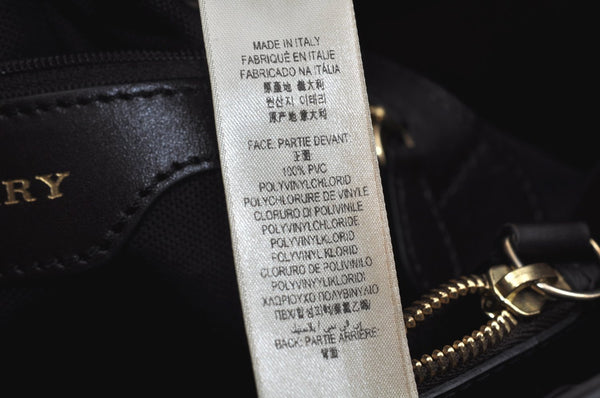 MADE IN ITALY
FABRIQUÉ EN ITALIE
FABRICADO NA ITÁLIA
原產地 義大利
원산지 이태리
原产地 意大利
FACE: PARTIE DEVANT
正面
100% PVC
POLYVINYLCHLORID
POLYCHLORURE DE VINYLE
CLORURO DI POLIVINILE
POLYVINYLCHLORIDE
POLYVINYLKLORID
POLYVINYLKLORID
CLORURO DE POLIVINILO
POLYVINYYLIKLORIDI
ΧΛΩΡΙΟΥΧΟ ΠΟΛΥΒΙΝΥΛΙΟ
BACK: PARTIE ARRIÈRE:
背面
RY